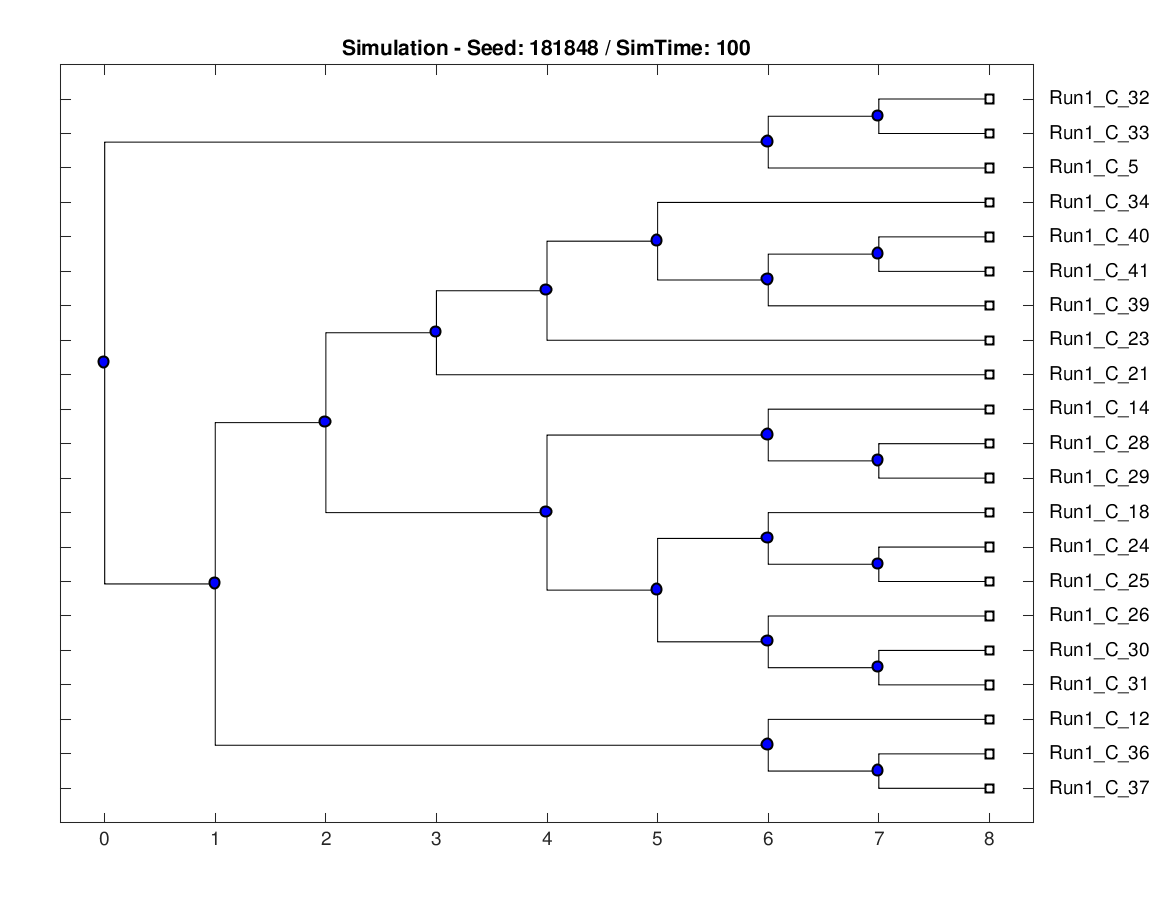 Simulation - Seed: 181848 / SimTime: 100
Run1_C_32
Run1_C_33
Run1_C_5
Run1_C_34
Run1_C_40
Run1_C_41
Run1_C_39
Run1_C_23
Run1_C_21
Run1_C_14
Run1_C_28
Run1_C_29
Run1_C_18
Run1_C_24
Run1_C_25
Run1_C_26
Run1_C_30
Run1_C_31
Run1_C_12
Run1_C_36
Run1_C_37
0 1 2 3 4 5 6 7 8